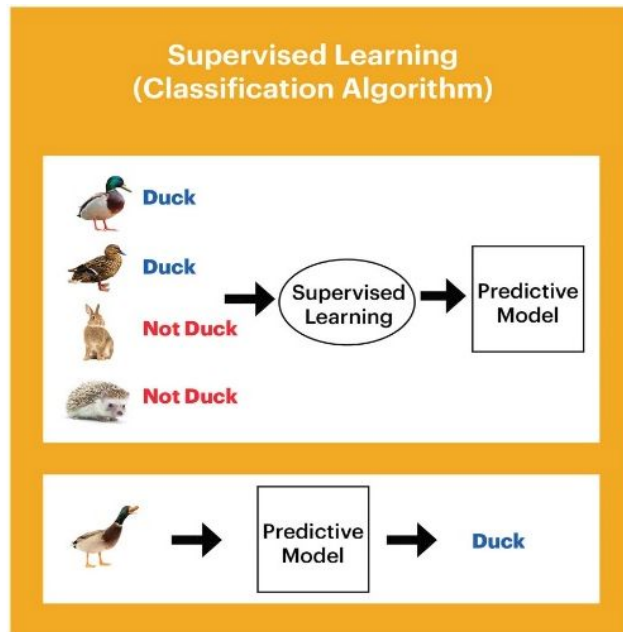 Supervised Learning
(Classification Algorithm)
Duck
Duck
Not Duck
Not Duck
Supervised
Learning
Predictive
Model
Predictive
Model
Duck